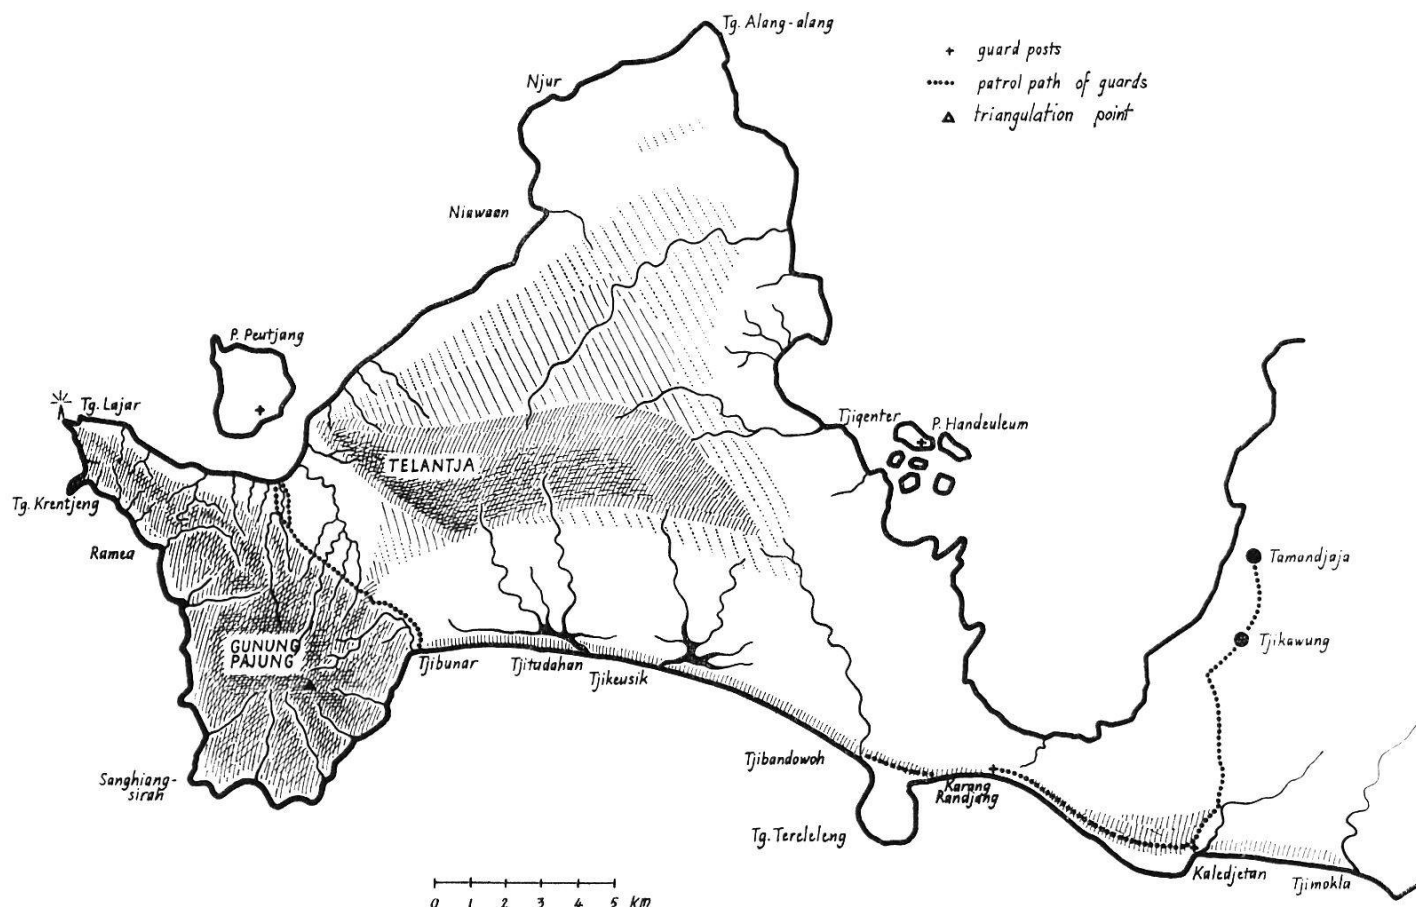 Tg. Alang-alang
guard posts
patrol path of guards
triangulation point
Njur
Niawaan
P. Peutjang
Tg. Lajar
Tjigenter
P. Handeuleum
TELANTJA
Tg. Krentjeng
Ramea
Tamandjaja
GUNUNG
PAJUNG
Tjikawung
Tjibunar
Tjitadahan
Tjikeusik
Sanghiang-
sirah
Tjibandowoh
Karang
Randjang
Tg. Tereleleng
Kaledjetan
Tjimokla
0 1 2 3 4 5 km